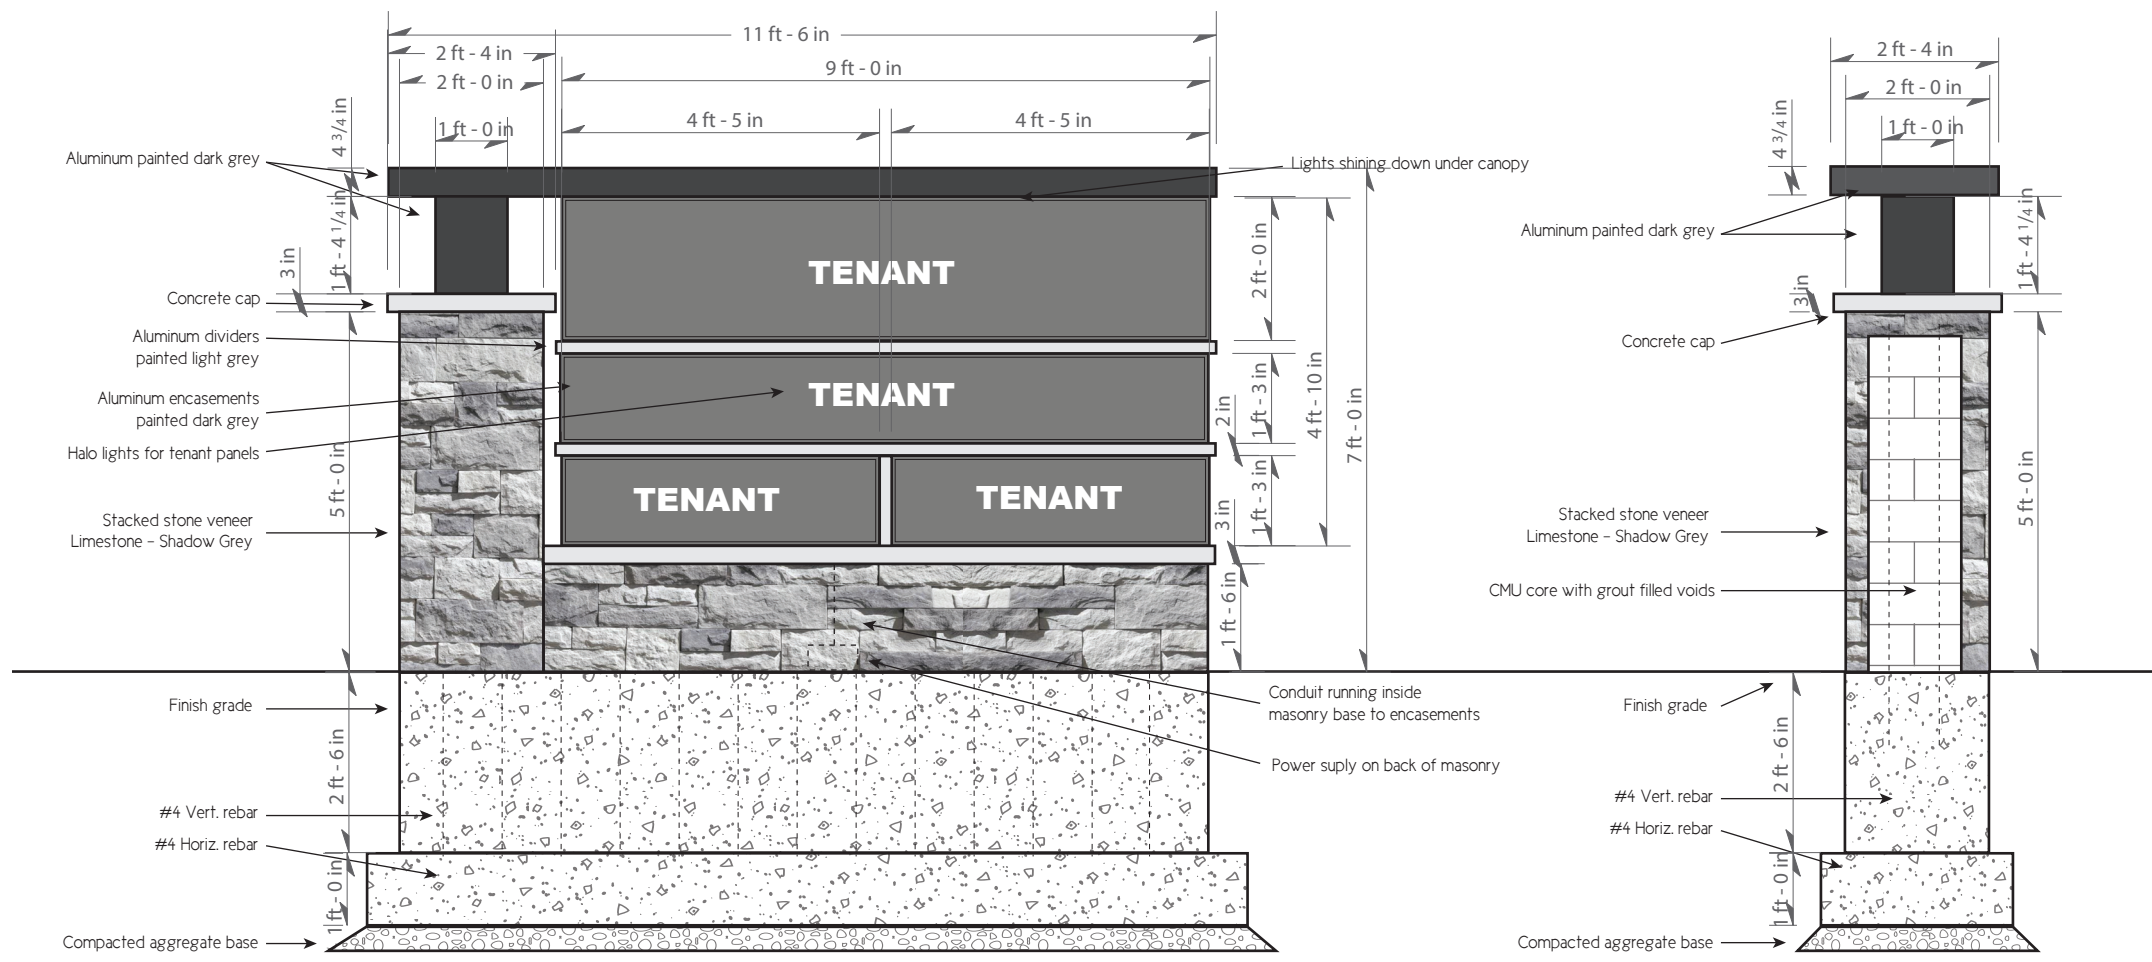 11 ft - 6 in
2 ft - 4 in
9 ft - 0 in
2 ft - 0 in
4 ft - 5 in
4 ft - 5 in
1 ft - 0 in
4 3/4 in
Aluminum painted dark grey
Lights shining down under canopy
1 ft - 4 1/4 in
3 in
Concrete cap
TENANT
2 ft - 0 in
Aluminum dividers
painted light grey
Aluminum encasements
painted dark grey
Halo lights for tenant panels
TENANT
1 ft - 3 in
2 in
4 ft - 10 in
7 ft - 0 in
5 ft - 0 in
TENANT
TENANT
1 ft - 3 in
3 in
Stacked stone veneer
Limestone - Shadow Grey
1 ft - 6 in
Finish grade
Conduit running inside
masonry base to encasements
2 ft - 6 in
Power suply on back of masonry
#4 Vert. rebar
#4 Horiz. rebar
1 ft - 0 in
Compacted aggregate base
2 ft - 4 in
2 ft - 0 in
1 ft - 0 in
4 3/4 in
Aluminum painted dark grey
1 ft - 4 1/4 in
3 in
Concrete cap
5 ft - 0 in
Stacked stone veneer
Limestone - Shadow Grey
CMU core with grout filled voids
Finish grade
2 ft - 6 in
#4 Vert. rebar
#4 Horiz. rebar
1 ft - 0 in
Compacted aggregate base